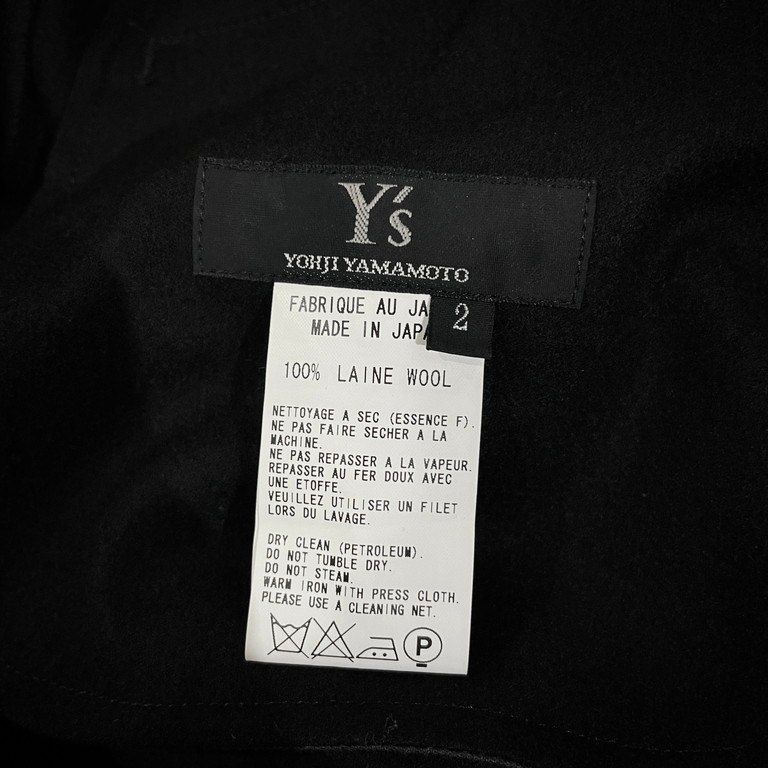 Y's
YOHJI YAMAMOTO
2
FABRIQUE AU JA
MADE IN JAPA
100% LAINE WOOL
NETTOYAGE A SEC (ESSENCE F).
NE PAS FAIRE SECHER A LA
MACHINE.
NE PAS REPASSER A LA VAPEUR.
REPASSER AU FER DOUX AVEC
UNE ETOFFE.
VEUILLEZ UTILISER UN FILET
LORS DU LAVAGE.
DRY CLEAN (PETROLEUM).
DO NOT TUMBLE DRY.
DO NOT STEAM.
WARM IRON WITH PRESS CLOTH.
PLEASE USE A CLEANING NET.
P